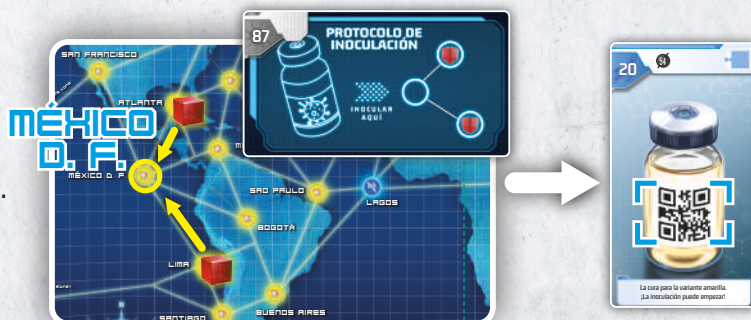 87
PROTOCOLO DE
INOCULACIÓN
INOCULAR
AQUÍ
SAN FRANCISCO
ATLANTA
MÉXICO
D. F.
MÉXICO D. F.
SAO PAULO
LAGOS
BOGOTÁ
LIMA
SANTIAGO
BUENOS AIRES
20
54
La cura para la variante amarilla.
¡La inoculación puede empezar!